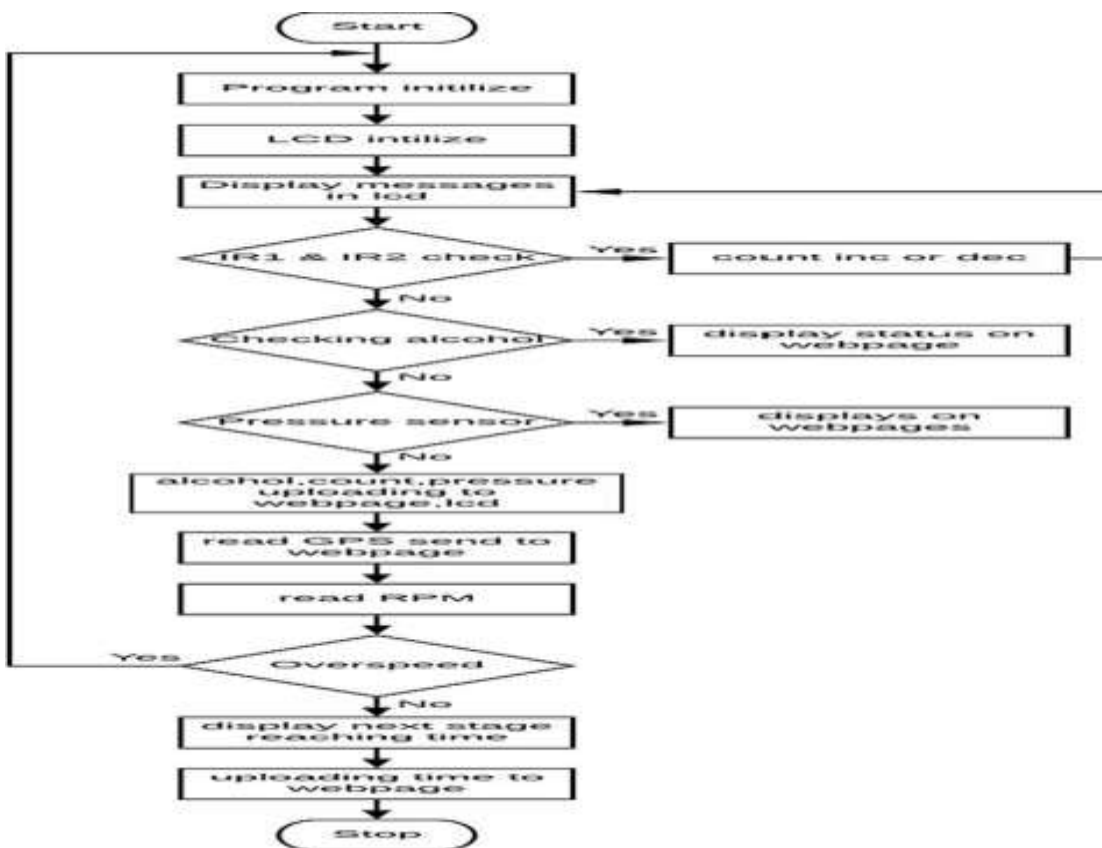 Start
Program initilize
LCD intilize
Display messages
in lcd
IR1 & IR2 check
Yes
count inc or dec
No
Checking alcohol
Yes
display status on
webpage
No
Pressure sensor
Yes
displays on
webpages
No
alcohol,count,pressure
uploading to
webpage,lcd
read GPS send to
webpage
read RPM
Yes
Overspeed
No
display next stage
reaching time
uploading time to
webpage
Stop